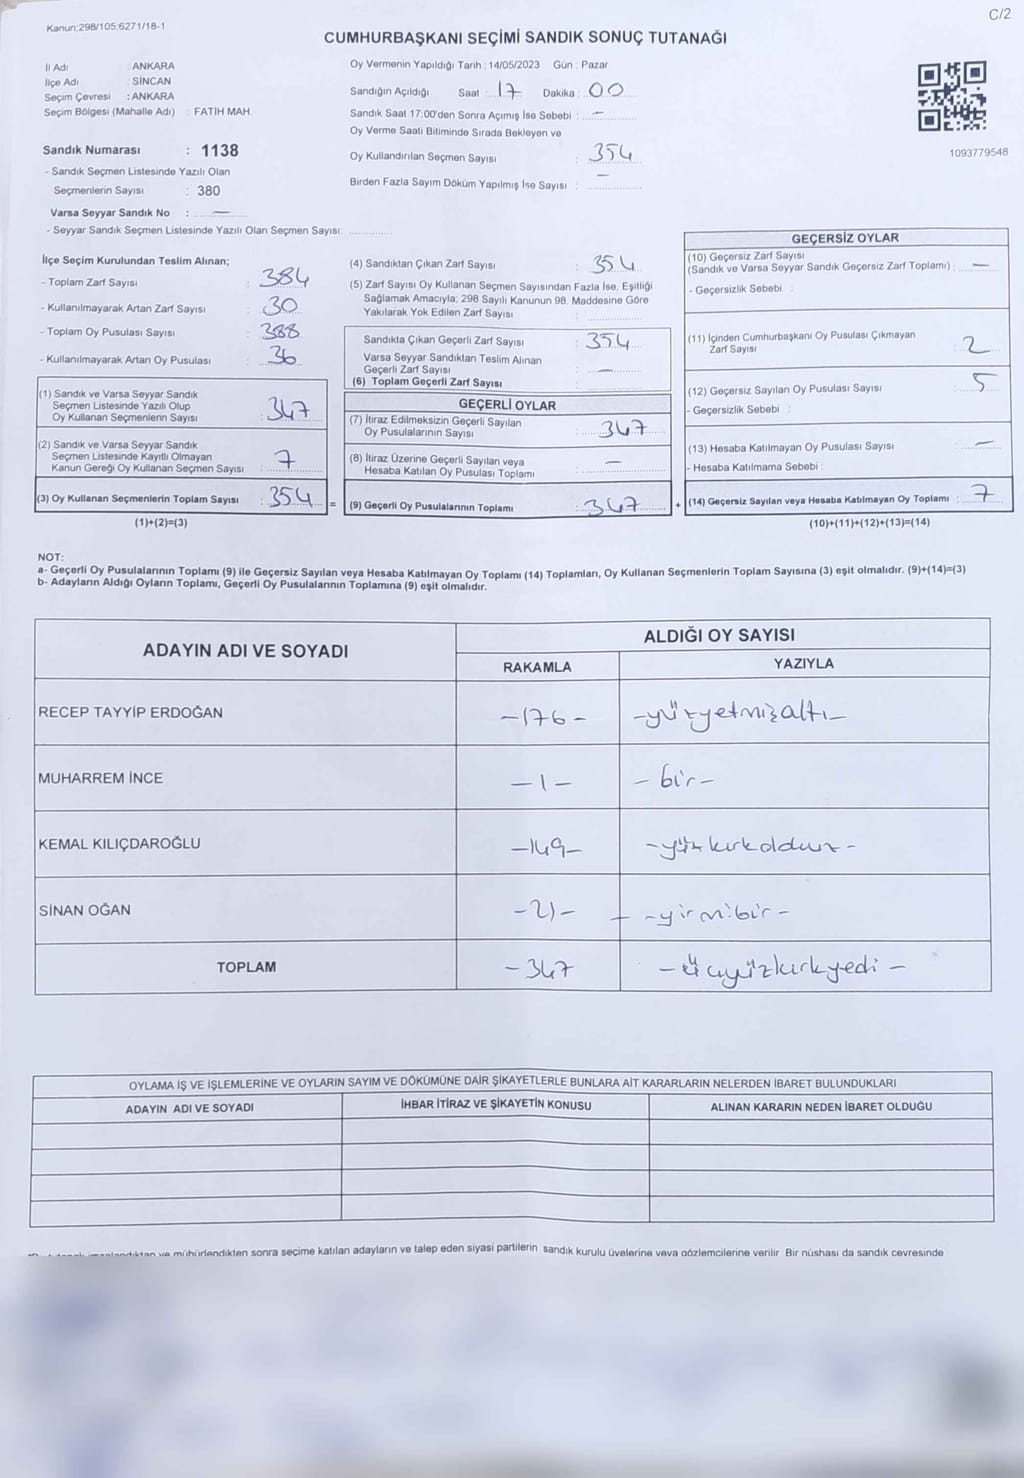 C/2
Kanun;298/105;6271/18-1
CUMHURBAŞKANI SEÇİMİ SANDIK SONUÇ TUTANAĞI
İl Adı : ANKARA
İlçe Adı : SİNCAN
Seçim Çevresi : ANKARA
Seçim Bölgesi (Mahalle Adı) : FATİH MAH.
Sandık Numarası : 1138
- Sandık Seçmen Listesinde Yazılı Olan
Seçmenlerin Sayısı : 380
Varsa Seyyar Sandık No : —
- Seyyar Sandık Seçmen Listesinde Yazılı Olan Seçmen Sayısı:
Oy Vermenin Yapıldığı Tarih : 14/05/2023 Gün : Pazar
Sandığın Açıldığı Saat : 17 Dakika : 00
Sandık Saat 17:00'den Sonra Açımış İse Sebebi : —
Oy Verme Saati Bitiminde Sırada Bekleyen ve
Oy Kullandırılan Seçmen Sayısı : 354
Birden Fazla Sayım Döküm Yapılmış İse Sayısı : —
1093779548
İlçe Seçim Kurulundan Teslim Alınan;
- Toplam Zarf Sayısı : 384
- Kullanılmayarak Artan Zarf Sayısı : 30
- Toplam Oy Pusulası Sayısı : 388
- Kullanılmayarak Artan Oy Pusulası : 36
(1) Sandık ve Varsa Seyyar Sandık
Seçmen Listesinde Yazılı Olup
Oy Kullanan Seçmenlerin Sayısı : 347
(2) Sandık ve Varsa Seyyar Sandık
Seçmen Listesinde Kayıtlı Olmayan
Kanun Gereği Oy Kullanan Seçmen Sayısı : 7
(3) Oy Kullanan Seçmenlerin Toplam Sayısı : 354
(1)+(2)=(3)
(4) Sandıktan Çıkan Zarf Sayısı : 354
(5) Zarf Sayısı Oy Kullanan Seçmen Sayısından Fazla İse, Eşitliği
Sağlamak Amacıyla; 298 Sayılı Kanunun 98. Maddesine Göre
Yakılarak Yok Edilen Zarf Sayısı :
Sandıkta Çıkan Geçerli Zarf Sayısı : 354
Varsa Seyyar Sandıktan Teslim Alınan
Geçerli Zarf Sayısı : —
(6) Toplam Geçerli Zarf Sayısı :
GEÇERLİ OYLAR
(7) İtiraz Edilmeksizin Geçerli Sayılan
Oy Pusulalarının Sayısı : 347
(8) İtiraz Üzerine Geçerli Sayılan veya
Hesaba Katılan Oy Pusulası Toplamı : —
= (9) Geçerli Oy Pusulalarının Toplamı : 347
GEÇERSİZ OYLAR
(10) Geçersiz Zarf Sayısı
(Sandık ve Varsa Seyyar Sandık Geçersiz Zarf Toplamı) : —
- Geçersizlik Sebebi :
(11) İçinden Cumhurbaşkanı Oy Pusulası Çıkmayan
Zarf Sayısı : 2
(12) Geçersiz Sayılan Oy Pusulası Sayısı : 5
- Geçersizlik Sebebi :
(13) Hesaba Katılmayan Oy Pusulası Sayısı : —
- Hesaba Katılmama Sebebi :
+ (14) Geçersiz Sayılan veya Hesaba Katılmayan Oy Toplamı : 7
(10)+(11)+(12)+(13)=(14)
NOT:
a- Geçerli Oy Pusulalarının Toplamı (9) ile Geçersiz Sayılan veya Hesaba Katılmayan Oy Toplamı (14) Toplamları, Oy Kullanan Seçmenlerin Toplam Sayısına (3) eşit olmalıdır. (9)+(14)=(3)
b- Adayların Aldığı Oyların Toplamı, Geçerli Oy Pusulalarının Toplamına (9) eşit olmalıdır.
ADAYIN ADI VE SOYADI
ALDIĞI OY SAYISI
RAKAMLA YAZIYLA
RECEP TAYYİP ERDOĞAN -176- -yüzyetmişaltı-
MUHARREM İNCE -1- -bir-
KEMAL KILIÇDAROĞLU -149- -yüzkırkdokuz-
SİNAN OĞAN -21- -yirmibir-
TOPLAM -347 -üçyüzkırkyedi-
OYLAMA İŞ VE İŞLEMLERİNE VE OYLARIN SAYIM VE DÖKÜMÜNE DAİR ŞİKAYETLERLE BUNLARA AİT KARARLARIN NELERDEN İBARET BULUNDUKLARI
ADAYIN ADI VE SOYADI İHBAR İTİRAZ VE ŞİKAYETİN KONUSU ALINAN KARARIN NEDEN İBARET OLDUĞU
imzalandıktan ve mühürlendikten sonra seçime katılan adayların ve talep eden siyasi partilerin sandık kurulu üyelerine veya gözlemcilerine verilir. Bir nüshası da sandık çevresinde